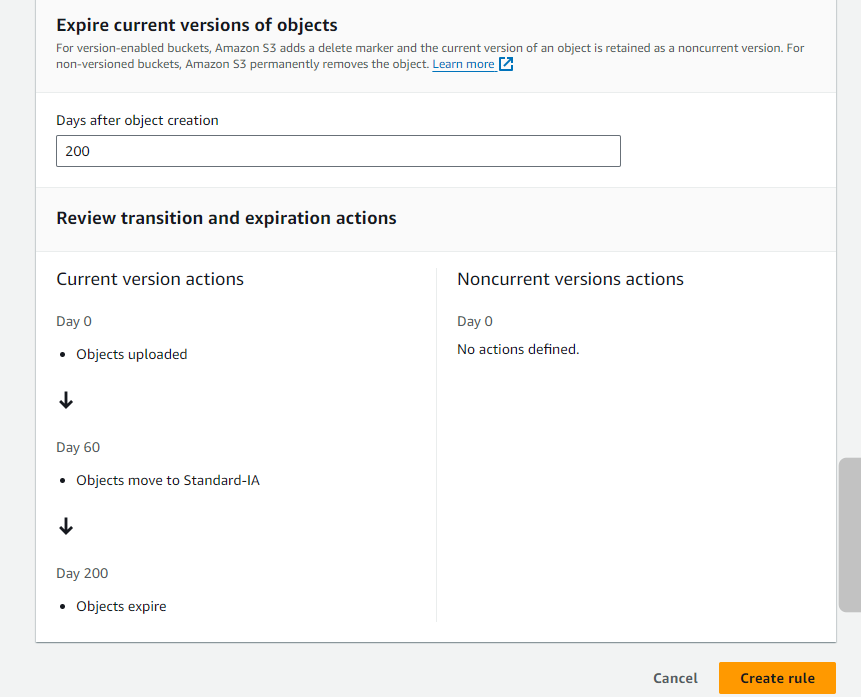 Expire current versions of objects
For version-enabled buckets, Amazon S3 adds a delete marker and the current version of an object is retained as a noncurrent version. For
non-versioned buckets, Amazon S3 permanently removes the object. Learn more
Days after object creation
200
Review transition and expiration actions
Current version actions
Day 0
• Objects uploaded
Day 60
• Objects move to Standard-IA
Day 200
• Objects expire
Noncurrent versions actions
Day 0
No actions defined.
Cancel
Create rule